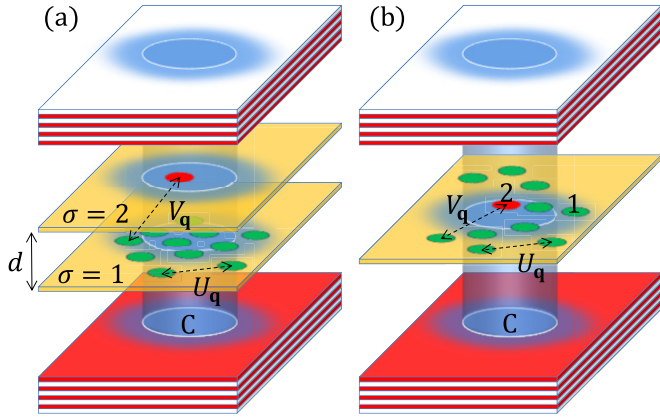 (a)
σ = 2
V_q
σ = 1
d
U_q
C
(b)
2
1
V_q
U_q
C